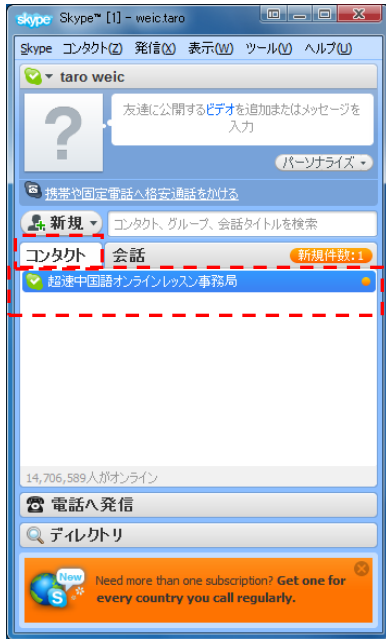 skype Skype™ [1] - weic.taro
Skype コンタクト(Z) 発信(X) 表示(W) ツール(V) ヘルプ(U)
taro weic
?
友達に公開するビデオを追加またはメッセージを
入力
パーソナライズ
携帯や固定電話へ格安通話をかける
新規 コンタクト、グループ、会話タイトルを検索
コンタクト 会話 新規件数:1
超速中国語オンラインレッスン事務局
14,706,589人がオンライン
電話へ発信
ディレクトリ
New
S
Need more than one subscription? Get one for
every country you call regularly.